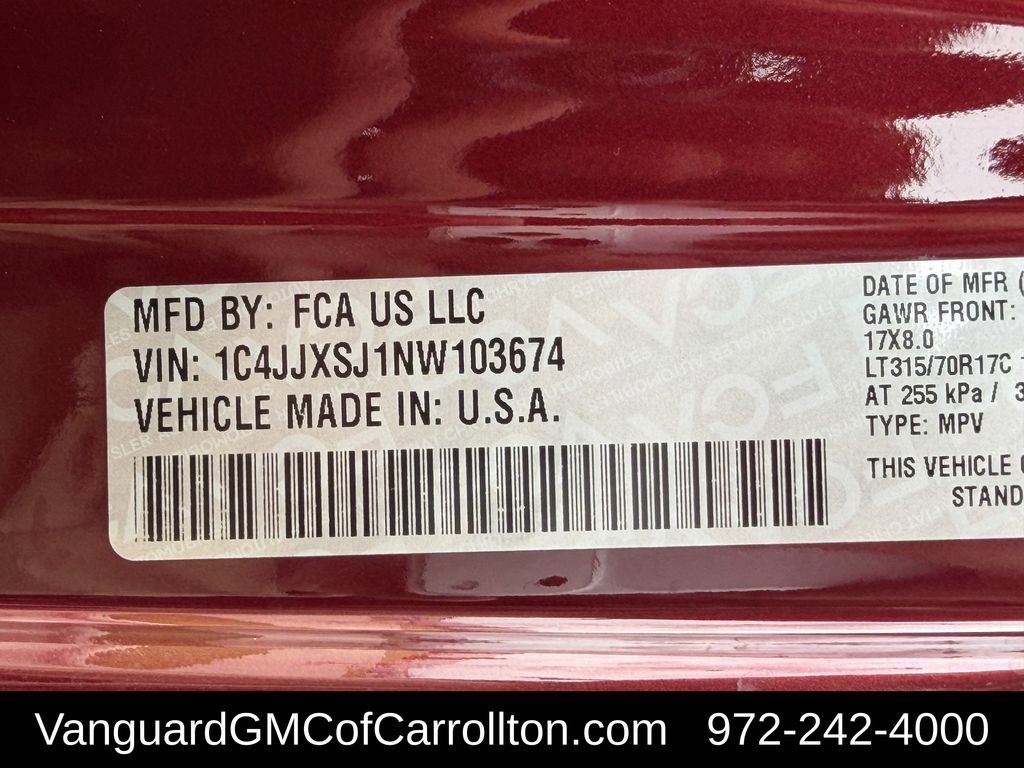 MFD BY: FCA US LLC
VIN: 1C4JJXSJ1NW103674
VEHICLE MADE IN: U.S.A.
DATE OF MFR (
GAWR FRONT:
17X8.0
LT315/70R17C
AT 255 kPa / 3
TYPE: MPV
THIS VEHICLE
STAND
VanguardGMCofCarrollton.com 972-242-4000